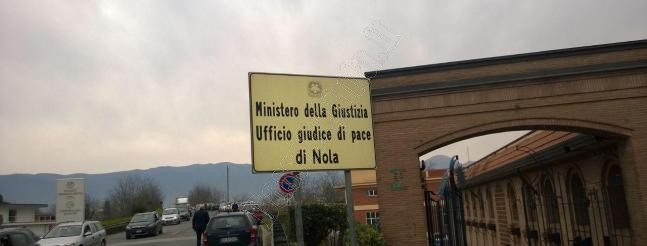 Ministero della Giustizia
Ufficio giudice di pace
di Nola